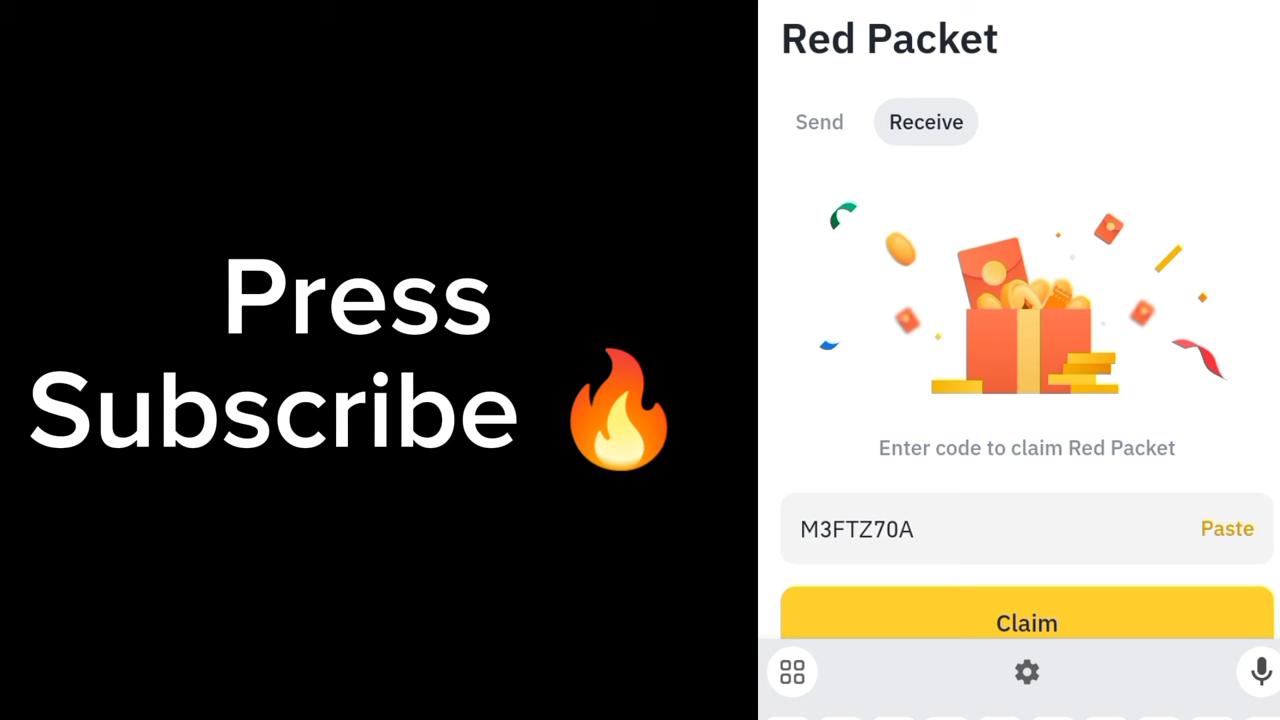 Press
Subscribe 🔥
Red Packet
Send Receive
Enter code to claim Red Packet
M3FTZ70A Paste
Claim